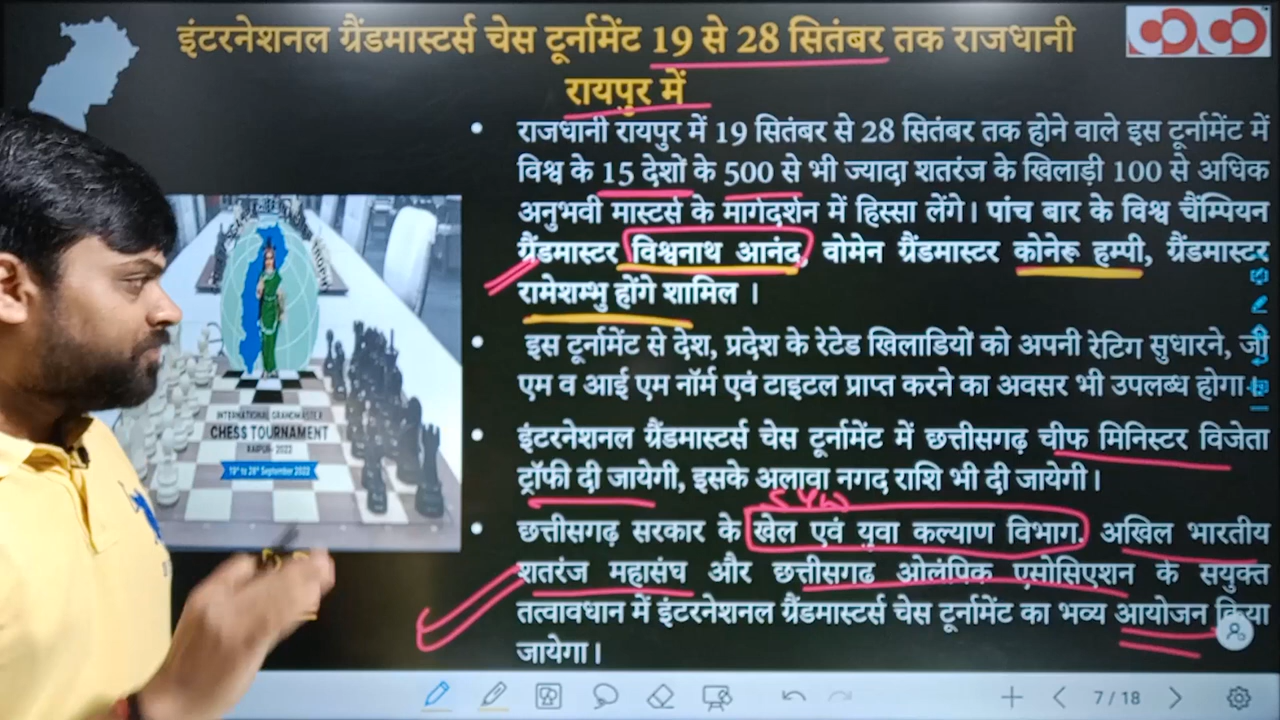 इंटरनेशनल ग्रैंडमास्टर्स चेस टूर्नामेंट 19 से 28 सितंबर तक राजधानी
रायपुर में
राजधानी रायपुर में 19 सितंबर से 28 सितंबर तक होने वाले इस टूर्नामेंट में
विश्व के 15 देशों के 500 से भी ज्यादा शतरंज के खिलाड़ी 100 से अधिक
अनुभवी मास्टर्स के मार्गदर्शन में हिस्सा लेंगे। पांच बार के विश्व चैंम्पियन
ग्रैंडमास्टर विश्वनाथ आनंद, वोमेन ग्रैंडमास्टर कोनेरू हम्पी, ग्रैंडमास्टर
रामेशम्भु होंगे शामिल ।
इस टूर्नामेंट से देश, प्रदेश के रेटेड खिलाडियों को अपनी रेटिग सुधारने, जी
एम व आई एम नॉर्म एवं टाइटल प्राप्त करने का अवसर भी उपलब्ध होगा।
इंटरनेशनल ग्रैंडमास्टर्स चेस टूर्नामेंट में छत्तीसगढ़ चीफ मिनिस्टर विजेता
ट्रॉफी दी जायेगी, इसके अलावा नगद राशि भी दी जायेगी।
छत्तीसगढ़ सरकार के खेल एवं युवा कल्याण विभाग. अखिल भारतीय
शतरंज महासंघ और छत्तीसगढ ओलंपिक एसोसिएशन के सयुक्त
तत्वावधान में इंटरनेशनल ग्रैंडमास्टर्स चेस टूर्नामेंट का भव्य आयोजन किया
जायेगा।
INTERNATIONAL GRANDMASTER
CHESS TOURNAMENT
RAIPUR-2022
19th to 28th September 2022
7/18